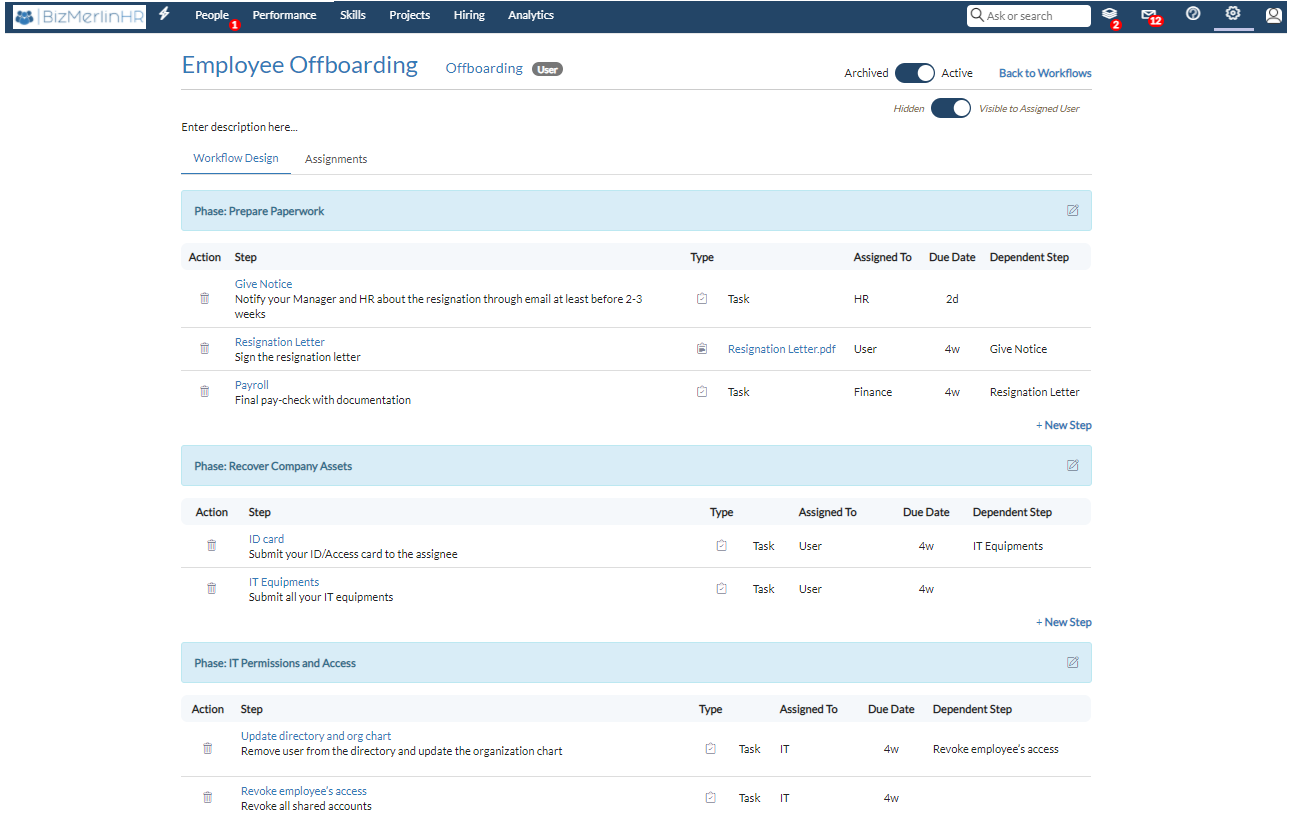 BizMerlinHR People 1 Performance Skills Projects Hiring Analytics Ask or search 2 12
Employee Offboarding Offboarding User Archived Active Back to Workflows
Hidden Visible to Assigned User
Enter description here...
Workflow Design Assignments
Phase: Prepare Paperwork
Action Step Type Assigned To Due Date Dependent Step
Give Notice
Notify your Manager and HR about the resignation through email at least before 2-3 Task HR 2d
weeks
Resignation Letter
Sign the resignation letter Resignation Letter.pdf User 4w Give Notice
Payroll
Final pay-check with documentation Task Finance 4w Resignation Letter
+ New Step
Phase: Recover Company Assets
Action Step Type Assigned To Due Date Dependent Step
ID card
Submit your ID/Access card to the assignee Task User 4w IT Equipments
IT Equipments
Submit all your IT equipments Task User 4w
+ New Step
Phase: IT Permissions and Access
Action Step Type Assigned To Due Date Dependent Step
Update directory and org chart
Remove user from the directory and update the organization chart Task IT 4w Revoke employee's access
Revoke employee's access
Revoke all shared accounts Task IT 4w